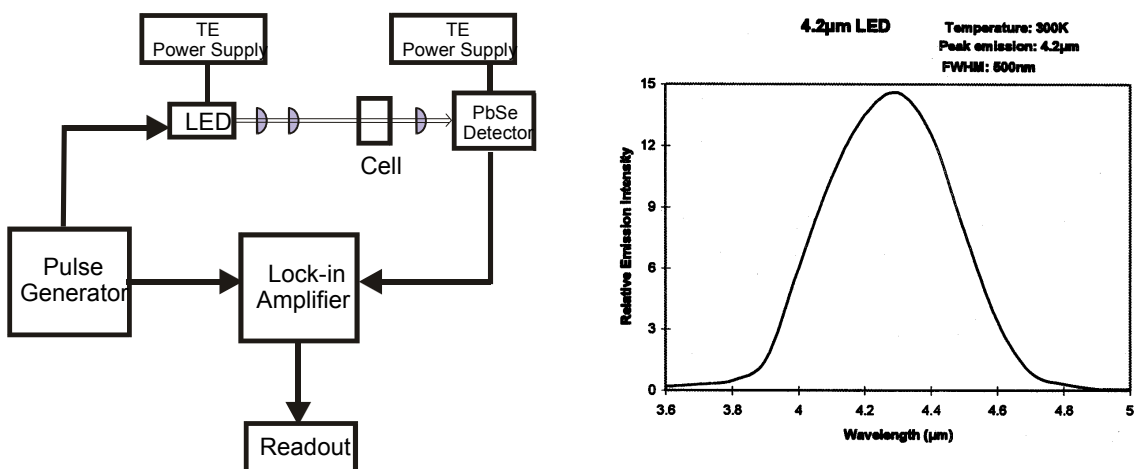 TE
Power Supply
TE
Power Supply
LED
PbSe
Detector
Cell
Pulse
Generator
Lock-in
Amplifier
Readout
4.2µm LED
Temperature: 300K
Peak emission: 4.2µm
FWHM: 500nm
Relative Emission Intensity
15
12
9
6
3
0
3.6 3.8 4 4.2 4.4 4.6 4.8 5
Wavelength (µm)